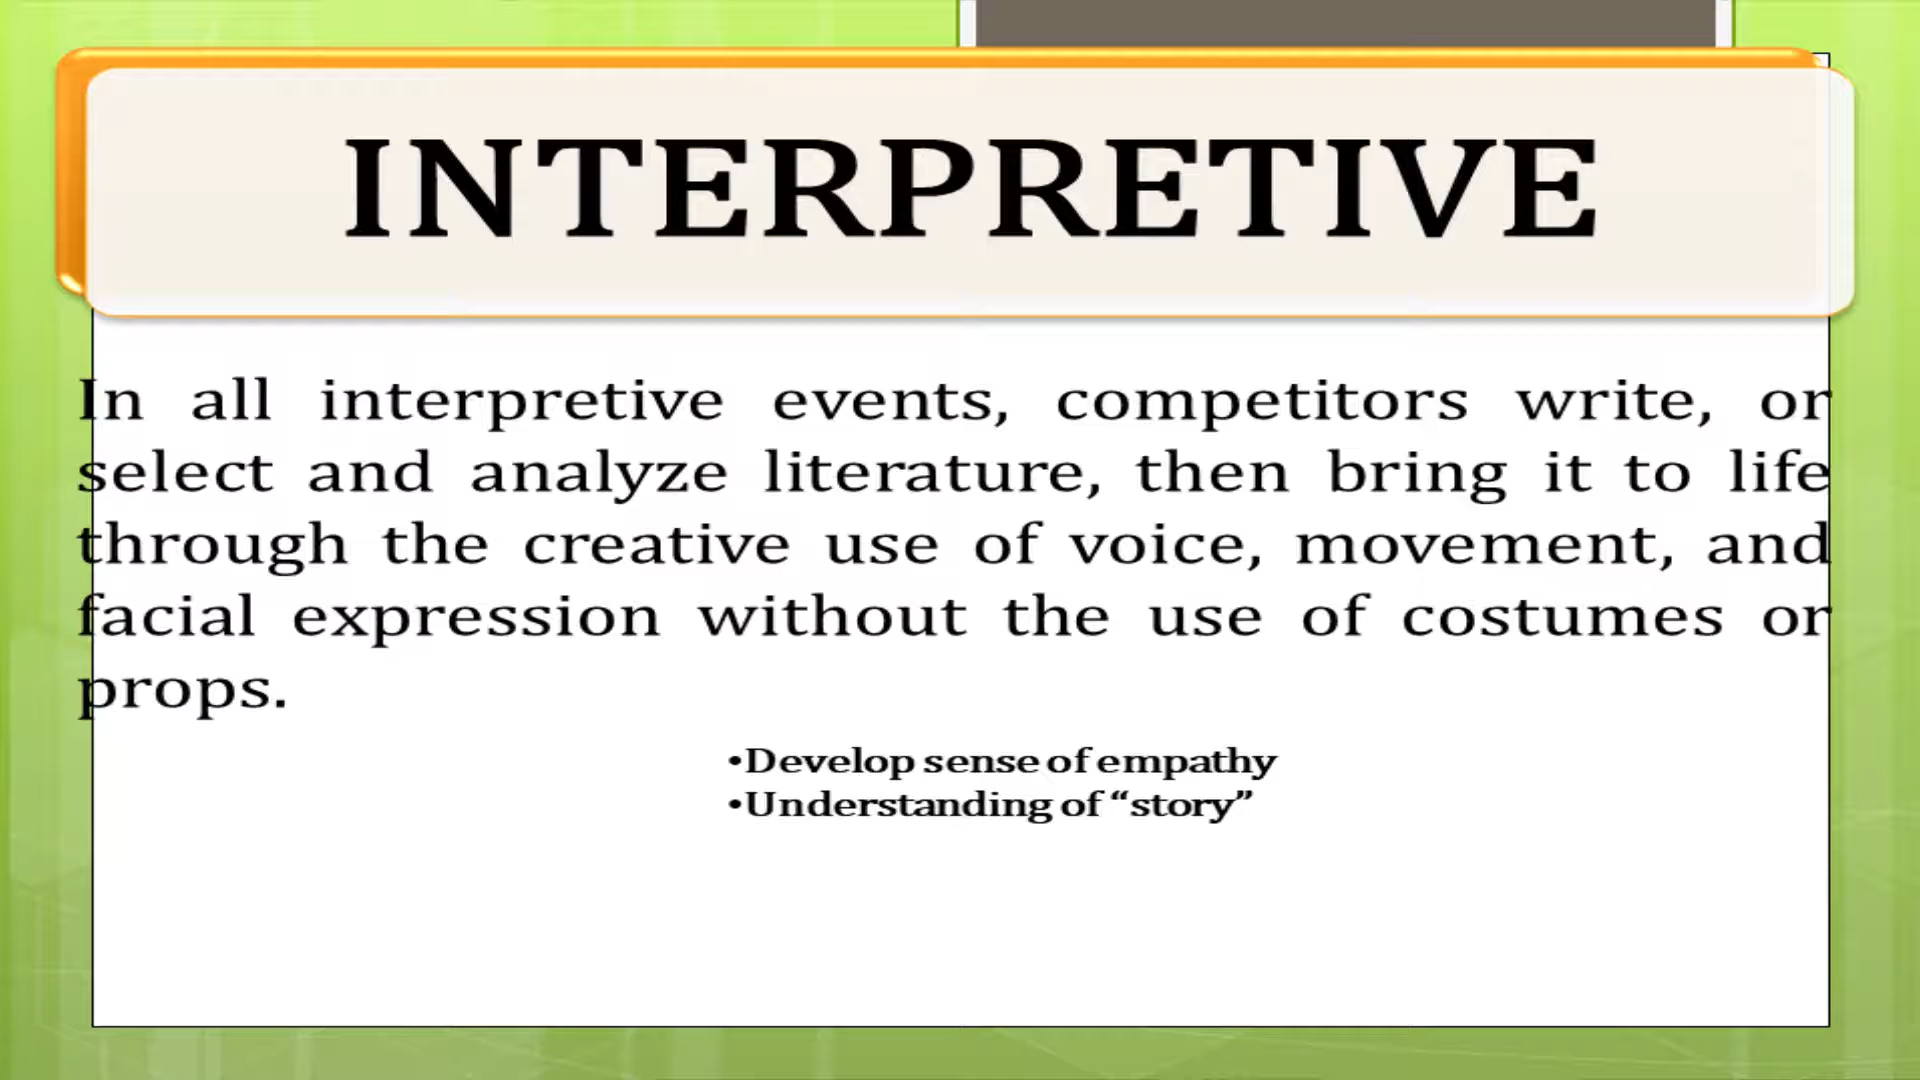 INTERPRETIVE
In all interpretive events, competitors write, or
select and analyze literature, then bring it to life
through the creative use of voice, movement, and
facial expression without the use of costumes or
props.
•Develop sense of empathy
•Understanding of “story”